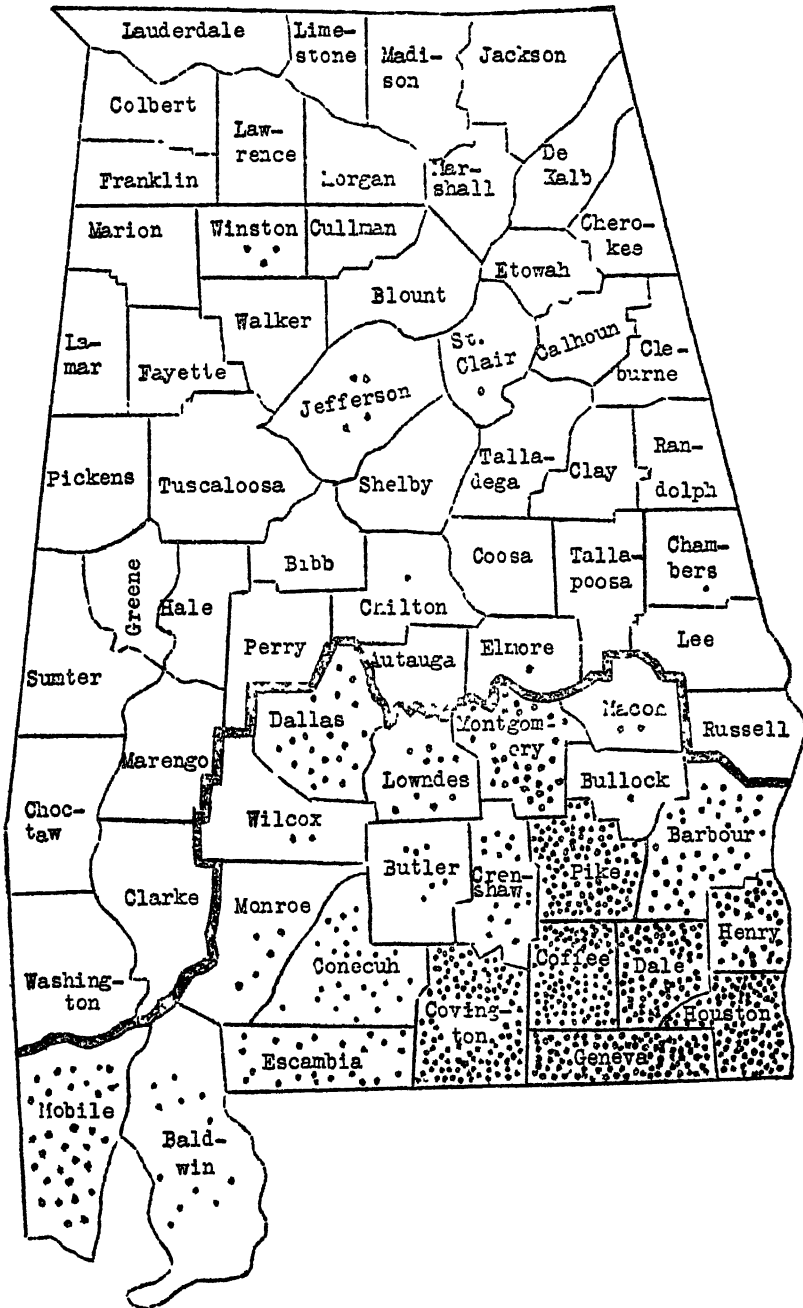 Lauderdale
Lime-
stone
Madi-
son
Jackson
Colbert
Law-
rence
Franklin
Lorgan
Mar-
shall
De
Kalb
Marion
Winston
Cullman
Chero-
kee
Etowah
Blount
Walker
La-
mar
Fayette
St.
Clair
Calhoun
Cle-
burne
Jefferson
Pickens
Tuscaloosa
Shelby
Talla-
dega
Clay
Ran-
dolph
Greene
Hale
Bibb
Chilton
Coosa
Talla-
poosa
Cham-
bers
Sumter
Perry
Autauga
Elmore
Lee
Dallas
Montgom
ery
Macon
Russell
Marengo
Lowndes
Bullock
Choc-
taw
Wilcox
Butler
Cren-
shaw
Pike
Barbour
Clarke
Monroe
Henry
Washing-
ton
Conecuh
Coving-
ton
Coffee
Dale
Houston
Escambia
Geneva
Mobile
Bald-
win